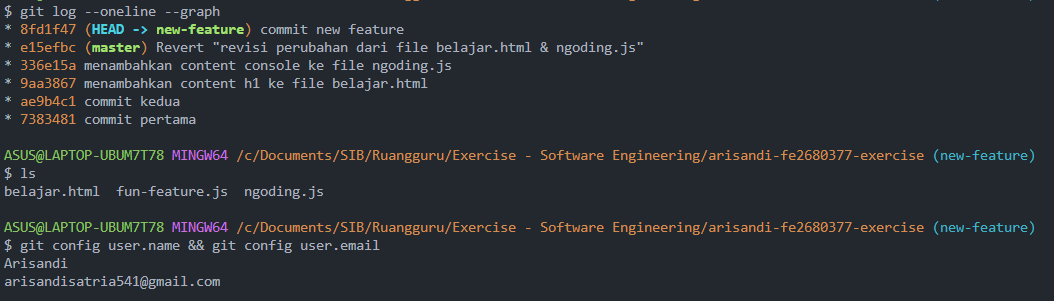 $ git log --oneline --graph
* 8fd1f47 (HEAD -> new-feature) commit new feature
* e15efbc (master) Revert "revisi perubahan dari file belajar.html & ngoding.js"
* 336e15a menambahkan content console ke file ngoding.js
* 9aa3867 menambahkan content h1 ke file belajar.html
* ae9b4c1 commit kedua
* 7383481 commit pertama
ASUS@LAPTOP-UBUM7T78 MINGW64 /c/Documents/SIB/Ruangguru/Exercise - Software Engineering/arisandi-fe2680377-exercise (new-feature)
$ ls
belajar.html  fun-feature.js  ngoding.js
ASUS@LAPTOP-UBUM7T78 MINGW64 /c/Documents/SIB/Ruangguru/Exercise - Software Engineering/arisandi-fe2680377-exercise (new-feature)
$ git config user.name && git config user.email
Arisandi
arisandisatria541@gmail.com